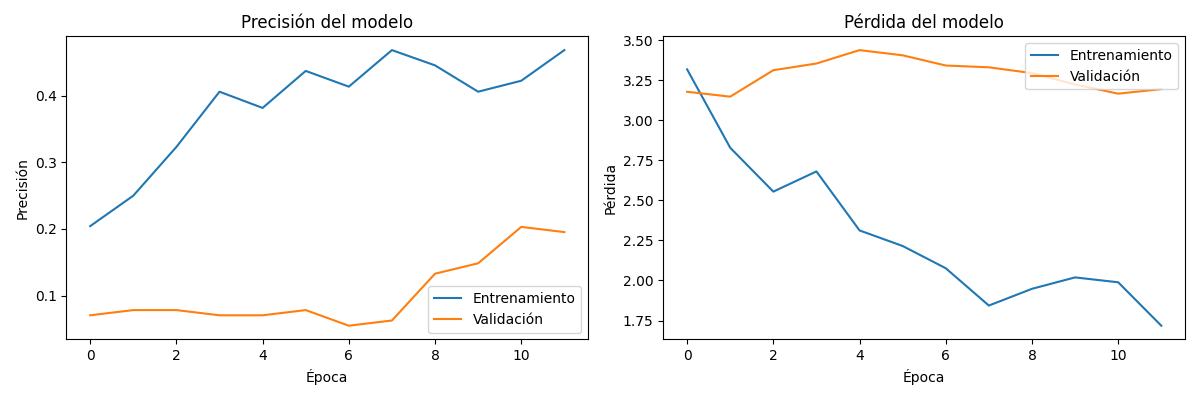 Precisión del modelo
Precisión
0.4
0.3
0.2
0.1
0 2 4 6 8 10
Época
Entrenamiento
Validación
Pérdida del modelo
Pérdida
3.50
3.25
3.00
2.75
2.50
2.25
2.00
1.75
0 2 4 6 8 10
Época
Entrenamiento
Validación